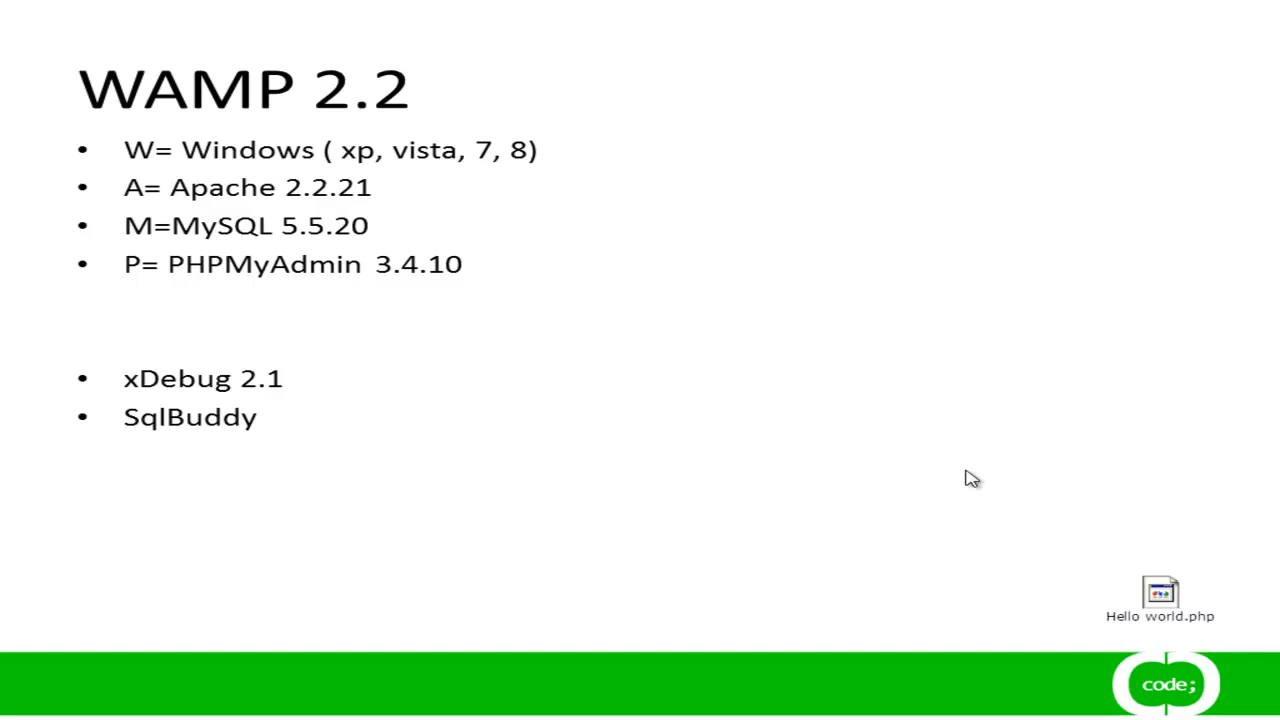 WAMP 2.2
• W= Windows ( xp, vista, 7, 8)
• A= Apache 2.2.21
• M=MySQL 5.5.20
• P= PHPMyAdmin 3.4.10
• xDebug 2.1
• SqlBuddy
Hello world.php
code;